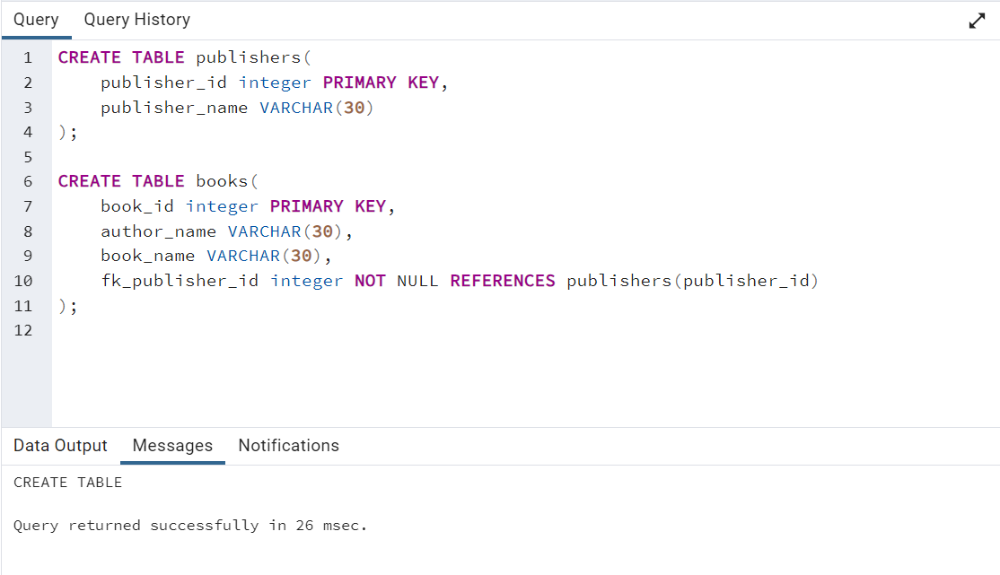 Query Query History
1 CREATE TABLE publishers(
2     publisher_id integer PRIMARY KEY,
3     publisher_name VARCHAR(30)
4 );
5
6 CREATE TABLE books(
7     book_id integer PRIMARY KEY,
8     author_name VARCHAR(30),
9     book_name VARCHAR(30),
10     fk_publisher_id integer NOT NULL REFERENCES publishers(publisher_id)
11 );
12
Data Output Messages Notifications
CREATE TABLE
Query returned successfully in 26 msec.